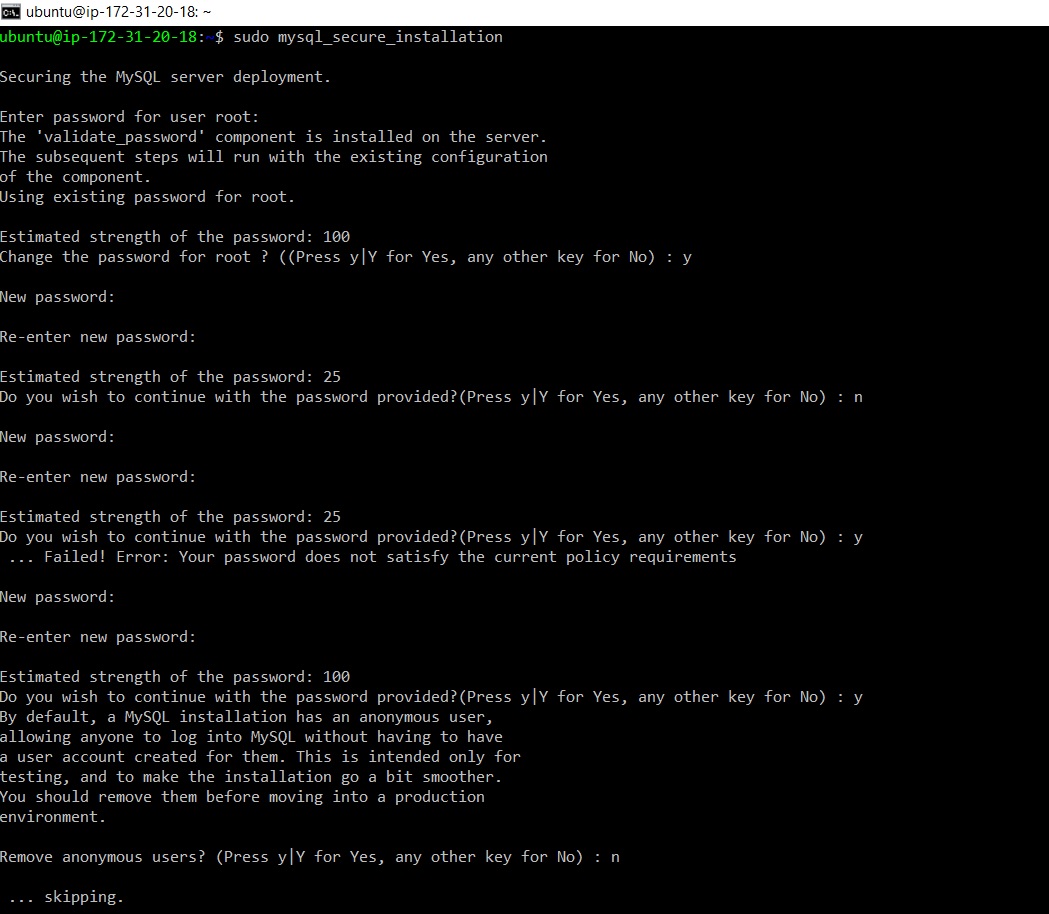 ubuntu@ip-172-31-20-18: ~
ubuntu@ip-172-31-20-18:~$ sudo mysql_secure_installation
Securing the MySQL server deployment.
Enter password for user root:
The 'validate_password' component is installed on the server.
The subsequent steps will run with the existing configuration
of the component.
Using existing password for root.
Estimated strength of the password: 100
Change the password for root ? ((Press y|Y for Yes, any other key for No) : y
New password:
Re-enter new password:
Estimated strength of the password: 25
Do you wish to continue with the password provided?(Press y|Y for Yes, any other key for No) : n
New password:
Re-enter new password:
Estimated strength of the password: 25
Do you wish to continue with the password provided?(Press y|Y for Yes, any other key for No) : y
... Failed! Error: Your password does not satisfy the current policy requirements
New password:
Re-enter new password:
Estimated strength of the password: 100
Do you wish to continue with the password provided?(Press y|Y for Yes, any other key for No) : y
By default, a MySQL installation has an anonymous user,
allowing anyone to log into MySQL without having to have
a user account created for them. This is intended only for
testing, and to make the installation go a bit smoother.
You should remove them before moving into a production
environment.
Remove anonymous users? (Press y|Y for Yes, any other key for No) : n
... skipping.